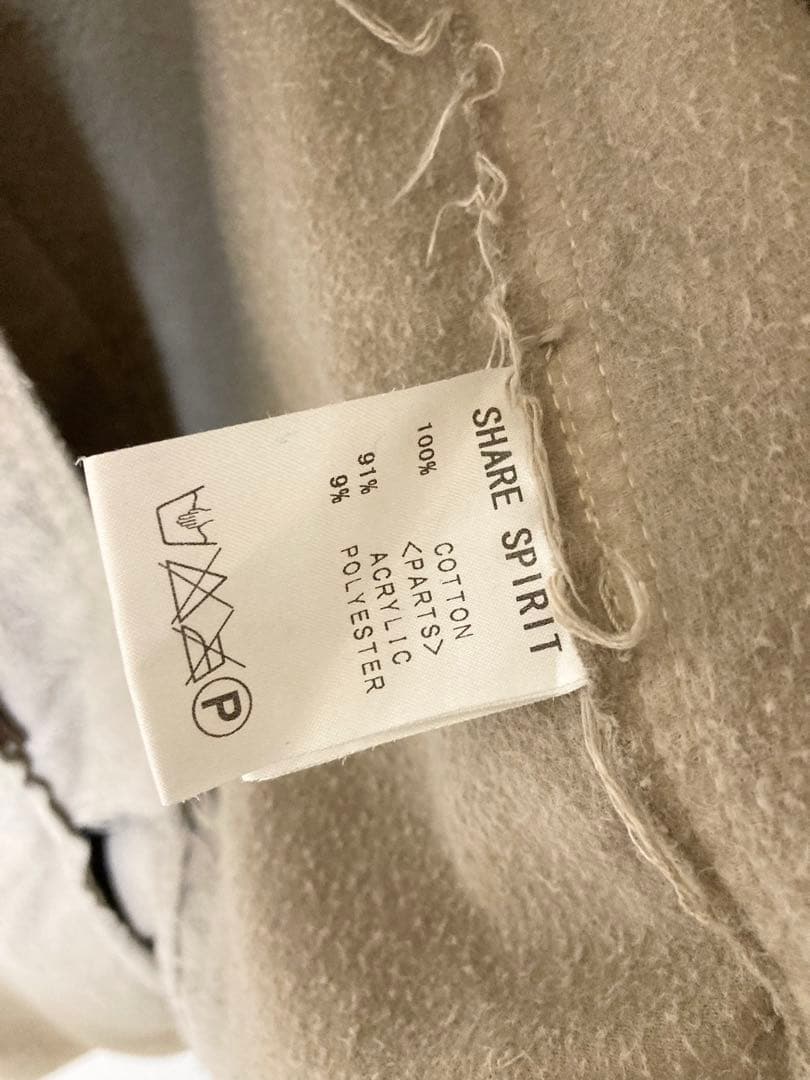 SHARE SPIRIT
100% COTTON
<PARTS>
91% ACRYLIC
9% POLYESTER
P